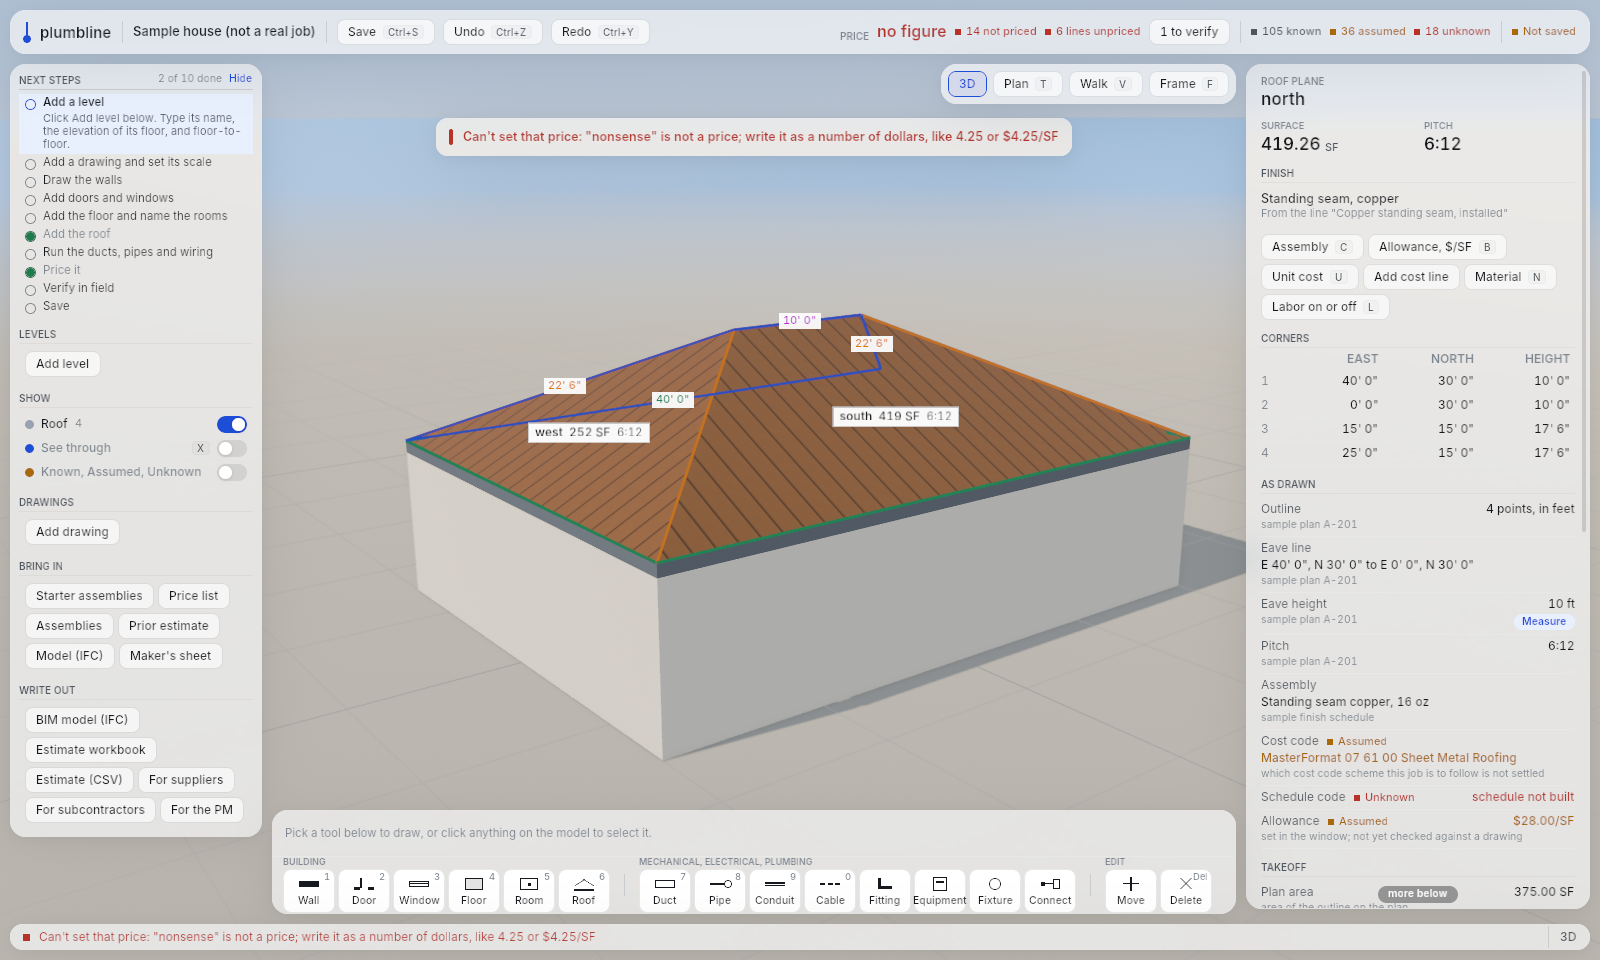 plumbline
Sample house (not a real job)
Save Ctrl+S
Undo Ctrl+Z
Redo Ctrl+Y
PRICE no figure
14 not priced
6 lines unpriced
1 to verify
105 known
36 assumed
18 unknown
Not saved
NEXT STEPS 2 of 10 done Hide
Add a level
Click Add level below. Type its name,
the elevation of its floor, and floor-to-
floor.
Add a drawing and set its scale
Draw the walls
Add doors and windows
Add the floor and name the rooms
Add the roof
Run the ducts, pipes and wiring
Price it
Verify in field
Save
LEVELS
Add level
SHOW
Roof 4
See through X
Known, Assumed, Unknown
DRAWINGS
Add drawing
BRING IN
Starter assemblies Price list
Assemblies Prior estimate
Model (IFC) Maker's sheet
WRITE OUT
BIM model (IFC)
Estimate workbook
Estimate (CSV) For suppliers
For subcontractors For the PM
3D
Plan T
Walk V
Frame F
Can't set that price: "nonsense" is not a price; write it as a number of dollars, like 4.25 or $4.25/SF
10' 0"
22' 6"
22' 6"
40' 0"
south 419 SF 6:12
west 252 SF 6:12
Pick a tool below to draw, or click anything on the model to select it.
BUILDING
1 Wall
2 Door
3 Window
4 Floor
5 Room
6 Roof
MECHANICAL, ELECTRICAL, PLUMBING
7 Duct
8 Pipe
9 Conduit
0 Cable
Fitting
Equipment
Fixture
Connect
EDIT
Move
Del Delete
ROOF PLANE
north
SURFACE PITCH
419.26 SF 6:12
FINISH
Standing seam, copper
From the line "Copper standing seam, installed"
Assembly C Allowance, $/SF B
Unit cost U Add cost line Material N
Labor on or off L
CORNERS
EAST NORTH HEIGHT
1 40' 0" 30' 0" 10' 0"
2 0' 0" 30' 0" 10' 0"
3 15' 0" 15' 0" 17' 6"
4 25' 0" 15' 0" 17' 6"
AS DRAWN
Outline 4 points, in feet
sample plan A-201
Eave line
E 40' 0", N 30' 0" to E 0' 0", N 30' 0"
sample plan A-201
Eave height 10 ft
sample plan A-201 Measure
Pitch 6:12
sample plan A-201
Assembly
Standing seam copper, 16 oz
sample finish schedule
Cost code Assumed
MasterFormat 07 61 00 Sheet Metal Roofing
which cost code scheme this job is to follow is not settled
Schedule code Unknown schedule not built
Allowance Assumed $28.00/SF
set in the window; not yet checked against a drawing
TAKEOFF
Plan area 375.00 SF
more below
area of the outline on the plan
Can't set that price: "nonsense" is not a price; write it as a number of dollars, like 4.25 or $4.25/SF
3D